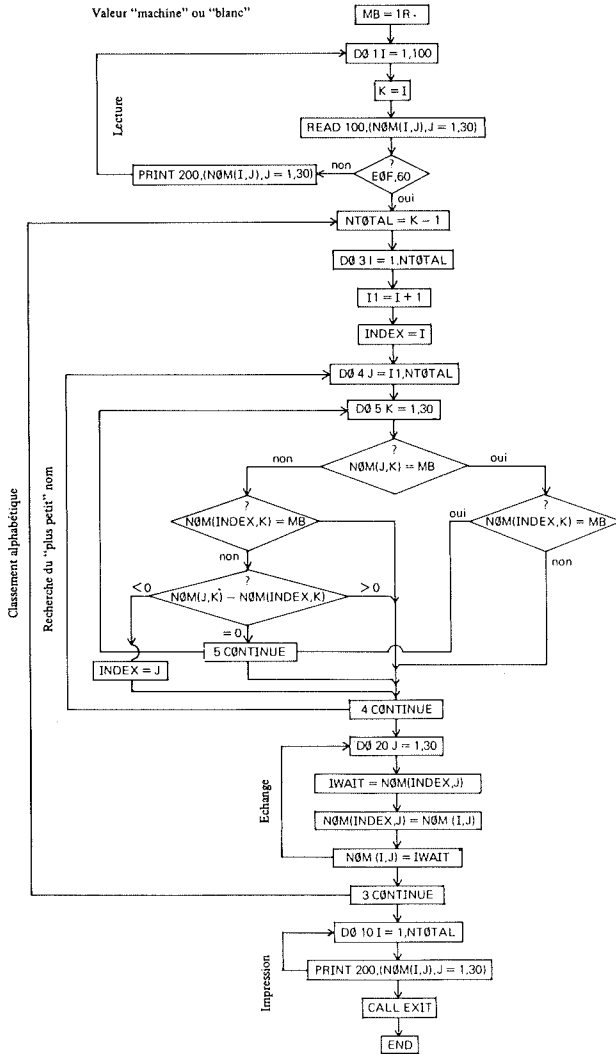 Valeur "machine" ou "blanc"
MB = 1R .
DØ 1 I = 1,100
K = I
Lecture
READ 100,(NØM(I,J),J = 1,30)
?
EØF,60
non
PRINT 200,(NØM(I,J),J = 1,30)
oui
NTØTAL = K − 1
DØ 3 I = 1,NTØTAL
I1 = I + 1
INDEX = I
DØ 4 J = I1,NTØTAL
DØ 5 K = 1,30
?
NØM(J,K) = MB
non
oui
?
NØM(INDEX,K) = MB
oui
?
NØM(INDEX,K) = MB
non
non
?
NØM(J,K) − NØM(INDEX,K)
< 0
> 0
= 0
5 CØNTINUE
INDEX = J
Classement alphabétique
Recherche du "plus petit" nom
4 CØNTINUE
DØ 20 J = 1,30
IWAIT = NØM(INDEX,J)
Echange
NØM(INDEX,J) = NØM (I,J)
NØM (I,J) = IWAIT
3 CØNTINUE
DØ 10 I = 1,NTØTAL
Impression
PRINT 200,(NØM(I,J),J = 1,30)
CALL EXIT
END